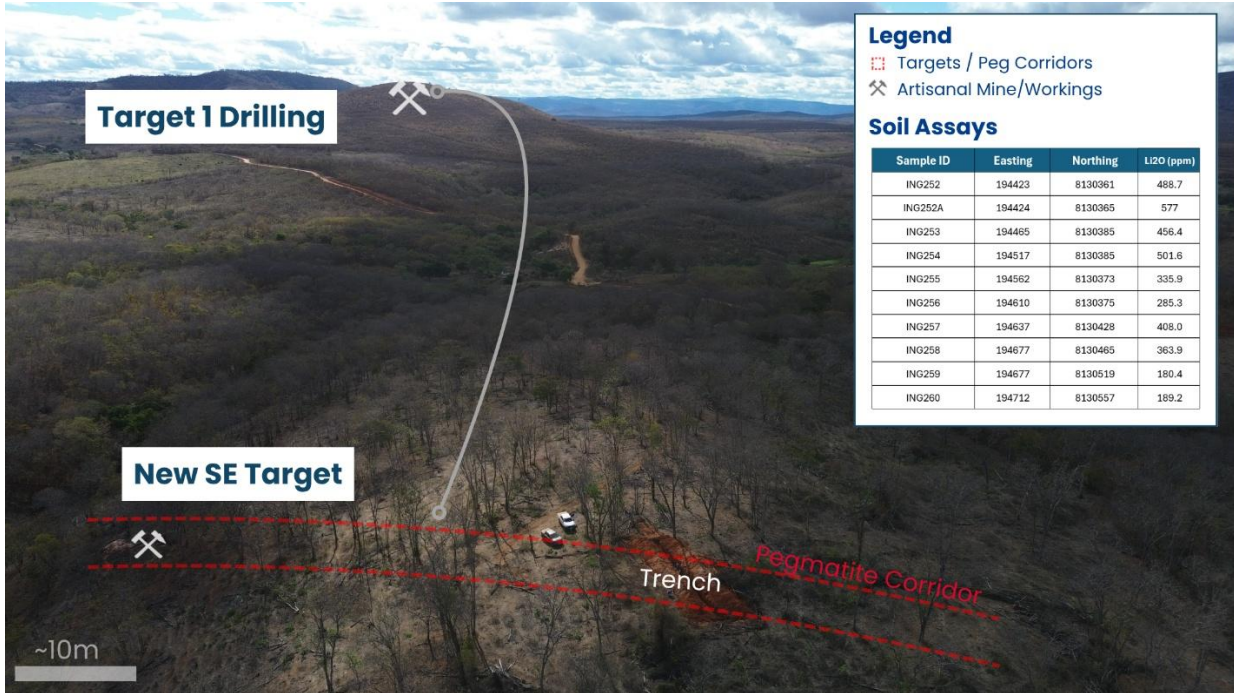 Target 1 Drilling
New SE Target
Trench
Pegmatite Corridor
~10m
Legend
Targets / Peg Corridors
Artisanal Mine/Workings
Soil Assays
Sample ID Easting Northing Li2O (ppm)
ING252 194423 8130361 488.7
ING252A 194424 8130365 577
ING253 194465 8130385 456.4
ING254 194517 8130385 501.6
ING255 194562 8130373 335.9
ING256 194610 8130375 285.3
ING257 194637 8130428 408.0
ING258 194677 8130465 363.9
ING259 194677 8130519 180.4
ING260 194712 8130557 189.2